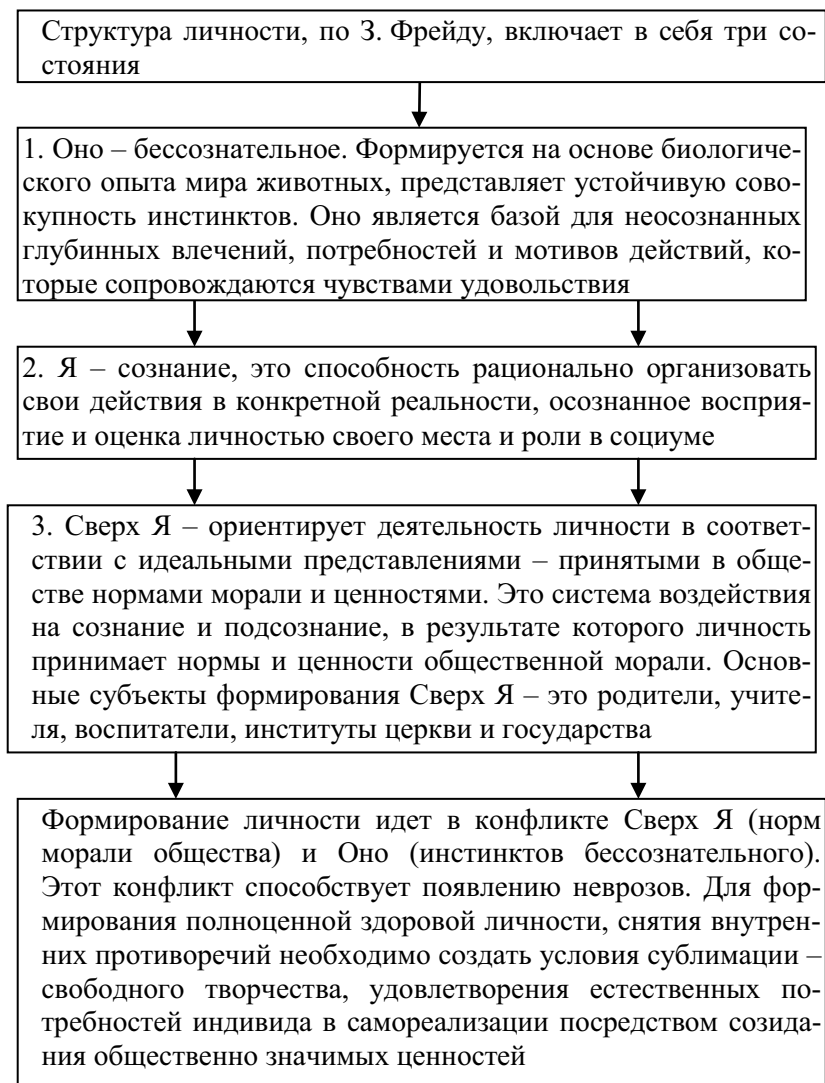 Структура личности, по З. Фрейду, включает в себя три со-
стояния
1. Оно – бессознательное. Формируется на основе биологиче-
ского опыта мира животных, представляет устойчивую сово-
купность инстинктов. Оно является базой для неосознанных
глубинных влечений, потребностей и мотивов действий, ко-
торые сопровождаются чувствами удовольствия
2. Я – сознание, это способность рационально организовать
свои действия в конкретной реальности, осознанное восприя-
тие и оценка личностью своего места и роли в социуме
3. Сверх Я – ориентирует деятельность личности в соответ-
ствии с идеальными представлениями – принятыми в обще-
стве нормами морали и ценностями. Это система воздействия
на сознание и подсознание, в результате которого личность
принимает нормы и ценности общественной морали. Основ-
ные субъекты формирования Сверх Я – это родители, учите-
ля, воспитатели, институты церкви и государства
Формирование личности идет в конфликте Сверх Я (норм
морали общества) и Оно (инстинктов бессознательного).
Этот конфликт способствует появлению неврозов. Для фор-
мирования полноценной здоровой личности, снятия внутрен-
них противоречий необходимо создать условия сублимации –
свободного творчества, удовлетворения естественных по-
требностей индивида в самореализации посредством созида-
ния общественно значимых ценностей